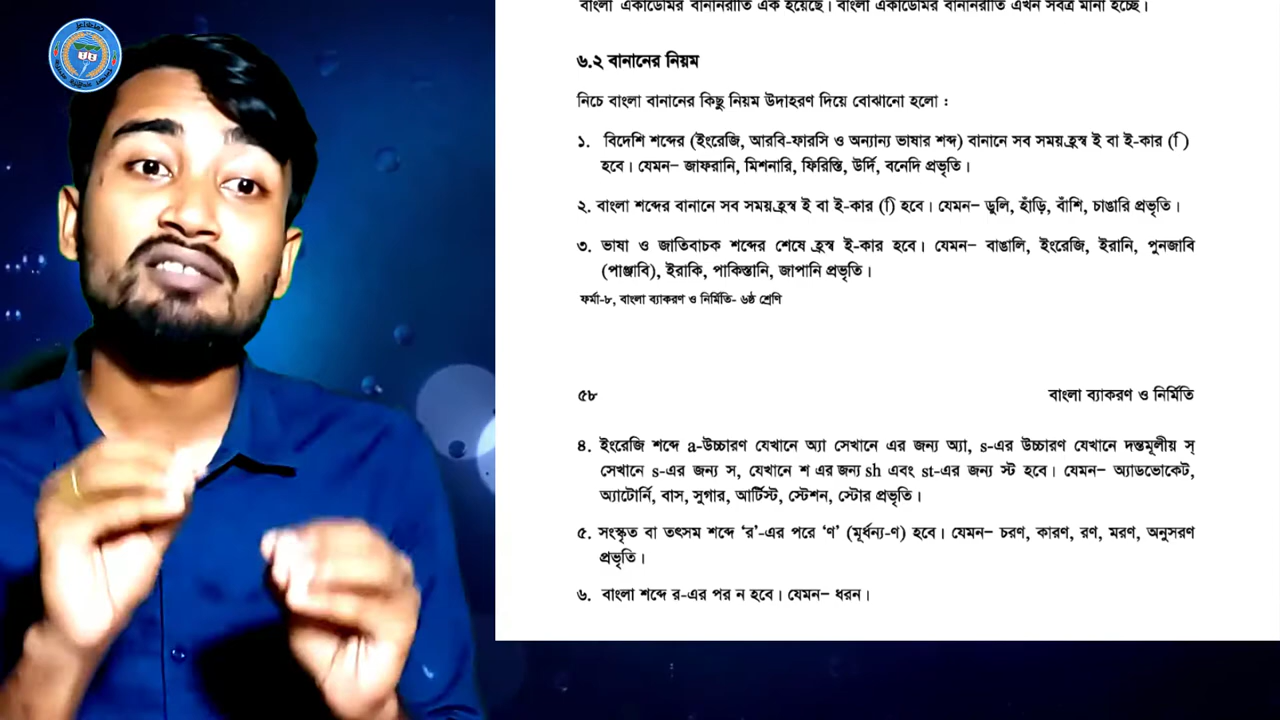 বাংলা একাডেমির বানানরীতি এক হয়েছে। বাংলা একাডেমির বানানরীতি এখন সর্বত্র মানা হচ্ছে।
৬.২ বানানের নিয়ম
নিচে বাংলা বানানের কিছু নিয়ম উদাহরণ দিয়ে বোঝানো হলো :
১. বিদেশি শব্দের (ইংরেজি, আরবি-ফারসি ও অন্যান্য ভাষার শব্দ) বানানে সব সময় হ্রস্ব ই বা ই-কার (ি)
হবে। যেমন– জাফরানি, মিশনারি, ফিরিস্তি, উর্দি, বনেদি প্রভৃতি।
২. বাংলা শব্দের বানানে সব সময় হ্রস্ব ই বা ই-কার (ি) হবে। যেমন– ডুলি, হাঁড়ি, বাঁশি, চাঙারি প্রভৃতি।
৩. ভাষা ও জাতিবাচক শব্দের শেষে হ্রস্ব ই-কার হবে। যেমন– বাঙালি, ইংরেজি, ইরানি, পুনজাবি
(পাঞ্জাবি), ইরাকি, পাকিস্তানি, জাপানি প্রভৃতি।
ফর্মা-৮, বাংলা ব্যাকরণ ও নির্মিতি- ৬ষ্ঠ শ্রেণি
৫৮ বাংলা ব্যাকরণ ও নির্মিতি
৪. ইংরেজি শব্দে a-উচ্চারণ যেখানে অ্যা সেখানে এর জন্য অ্যা, s-এর উচ্চারণ যেখানে দন্তমূলীয় স্
সেখানে s-এর জন্য স, যেখানে শ এর জন্য sh এবং st-এর জন্য স্ট হবে। যেমন– অ্যাডভোকেট,
অ্যাটোর্নি, বাস, সুগার, আর্টিস্ট, স্টেশন, স্টোর প্রভৃতি।
৫. সংস্কৃত বা তৎসম শব্দে ‘র’-এর পরে ‘ণ’ (মূর্ধন্য-ণ) হবে। যেমন– চরণ, কারণ, রণ, মরণ, অনুসরণ
প্রভৃতি।
৬. বাংলা শব্দে র-এর পর ন হবে। যেমন– ধরন।